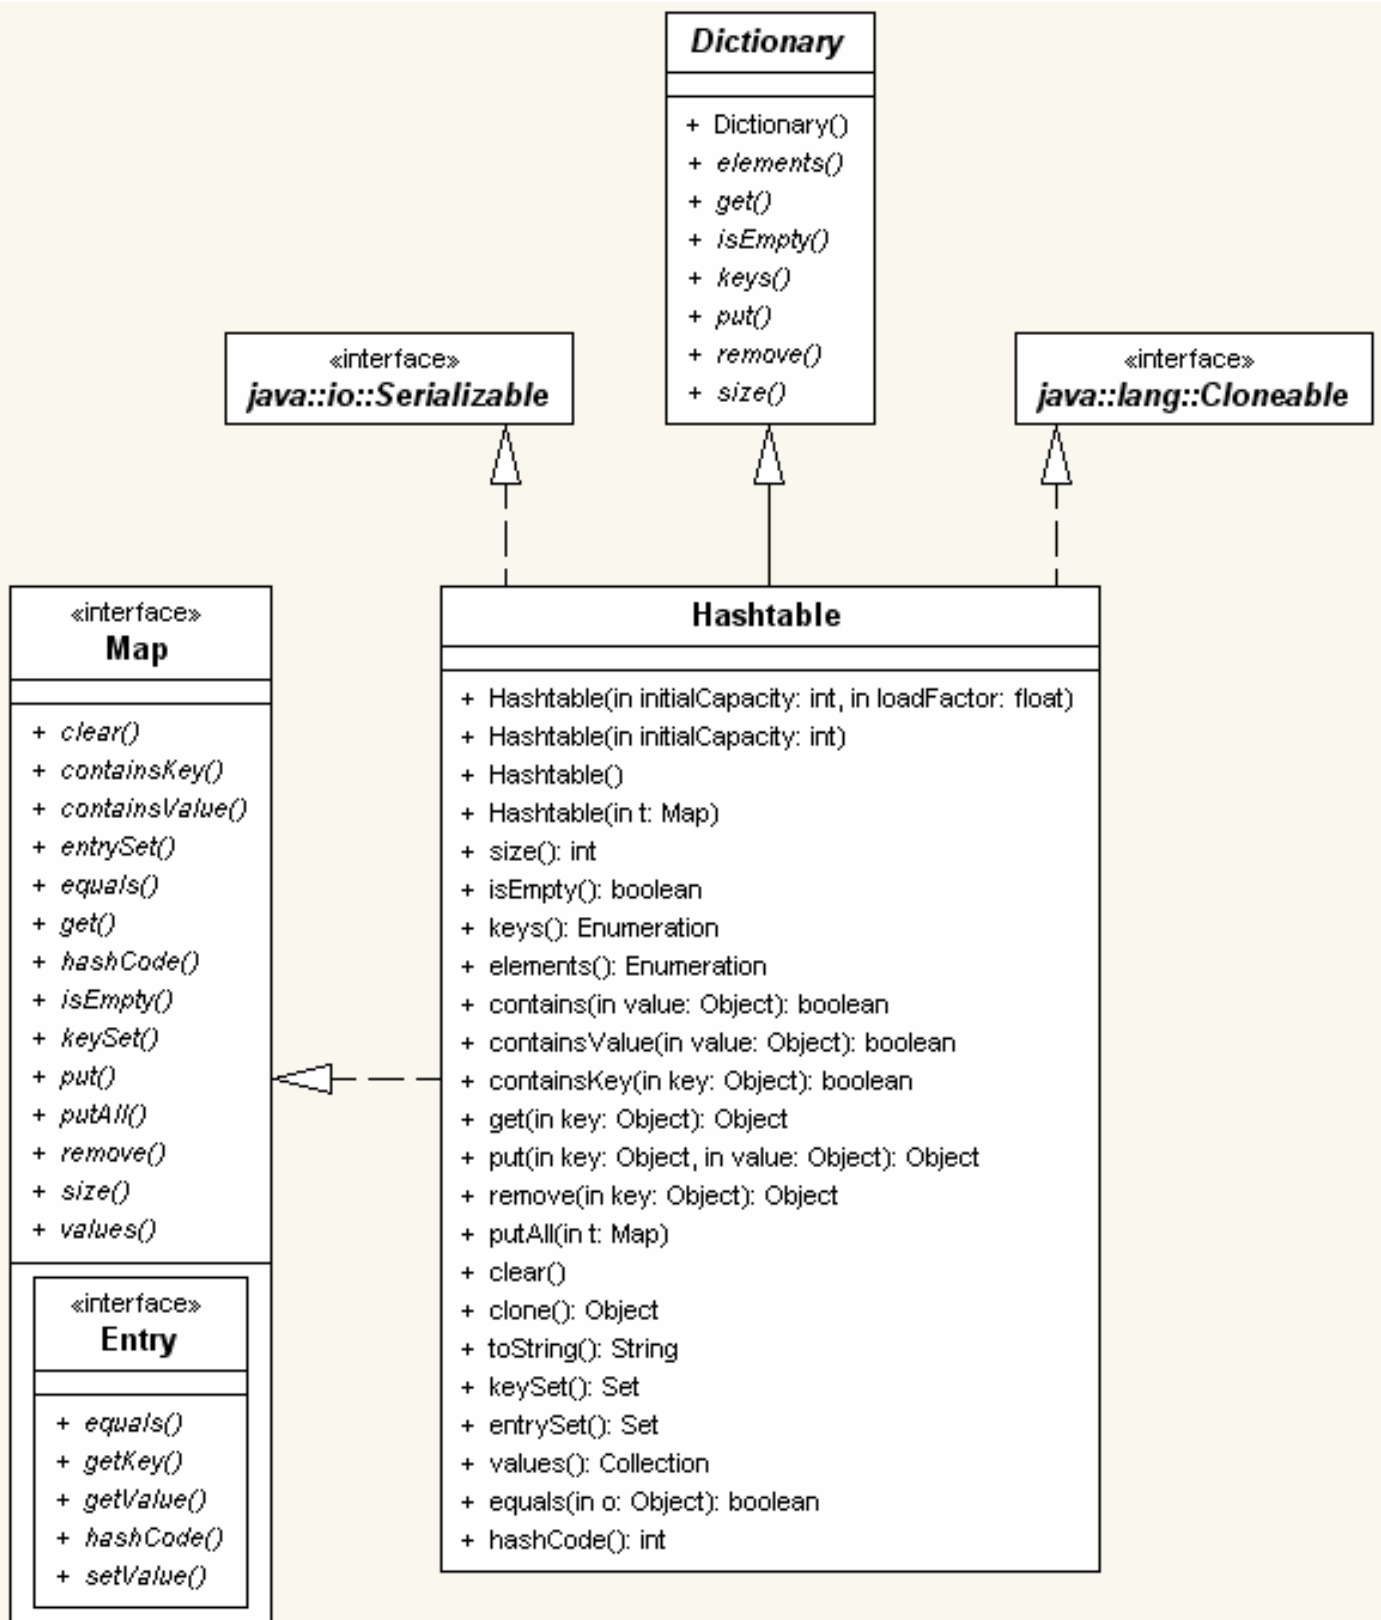 Dictionary
+ Dictionary()
+ elements()
+ get()
+ isEmpty()
+ keys()
+ put()
+ remove()
+ size()
«interface»
java::io::Serializable
«interface»
java::lang::Cloneable
«interface»
Map
+ clear()
+ containsKey()
+ containsValue()
+ entrySet()
+ equals()
+ get()
+ hashCode()
+ isEmpty()
+ keySet()
+ put()
+ putAll()
+ remove()
+ size()
+ values()
«interface»
Entry
+ equals()
+ getKey()
+ getValue()
+ hashCode()
+ setValue()
Hashtable
+ Hashtable(in initialCapacity: int, in loadFactor: float)
+ Hashtable(in initialCapacity: int)
+ Hashtable()
+ Hashtable(in t: Map)
+ size(): int
+ isEmpty(): boolean
+ keys(): Enumeration
+ elements(): Enumeration
+ contains(in value: Object): boolean
+ containsValue(in value: Object): boolean
+ containsKey(in key: Object): boolean
+ get(in key: Object): Object
+ put(in key: Object, in value: Object): Object
+ remove(in key: Object): Object
+ putAll(in t: Map)
+ clear()
+ clone(): Object
+ toString(): String
+ keySet(): Set
+ entrySet(): Set
+ values(): Collection
+ equals(in o: Object): boolean
+ hashCode(): int